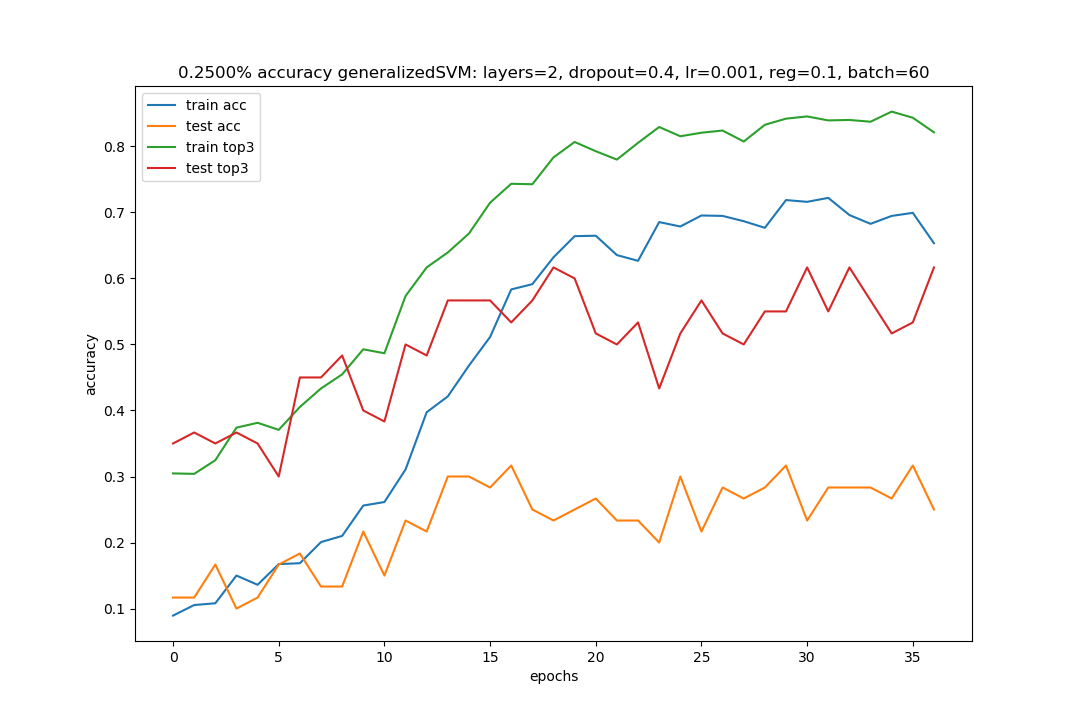 0.2500% accuracy generalizedSVM: layers=2, dropout=0.4, lr=0.001, reg=0.1, batch=60
train acc
test acc
train top3
test top3
0.8
0.7
0.6
0.5
0.4
0.3
0.2
0.1
accuracy
0 5 10 15 20 25 30 35
epochs